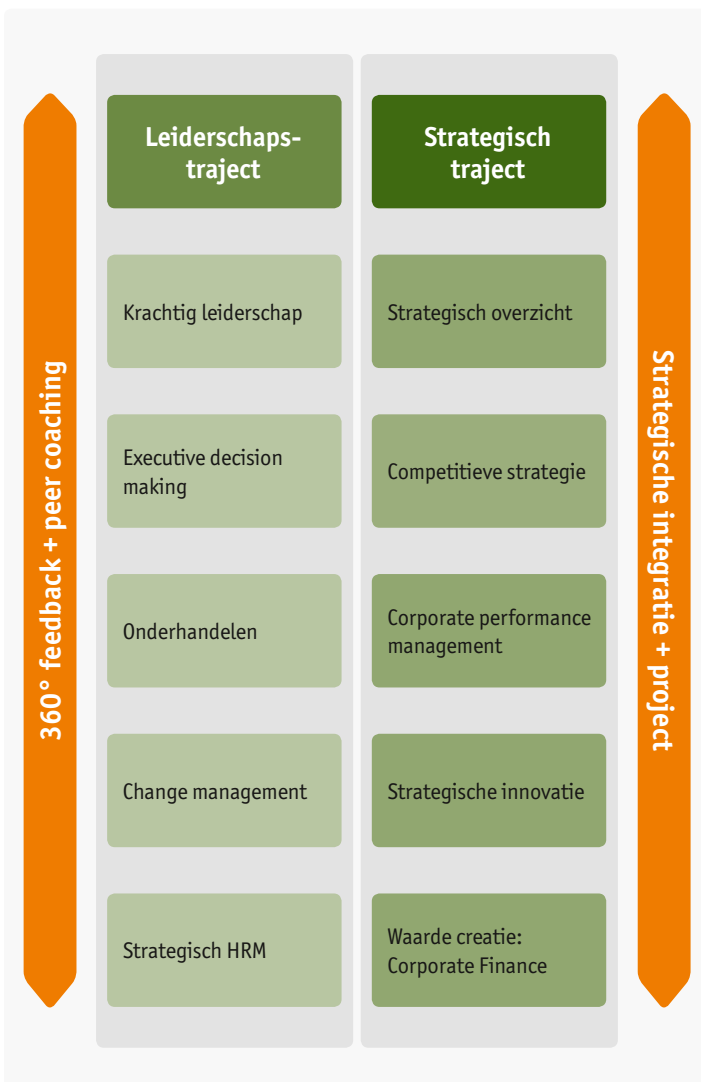 360° feedback + peer coaching
Leiderschaps-
traject
Krachtig leiderschap
Executive decision
making
Onderhandelen
Change management
Strategisch HRM
Strategisch
traject
Strategisch overzicht
Competitieve strategie
Corporate performance
management
Strategische innovatie
Waarde creatie:
Corporate Finance
Strategische integratie + project